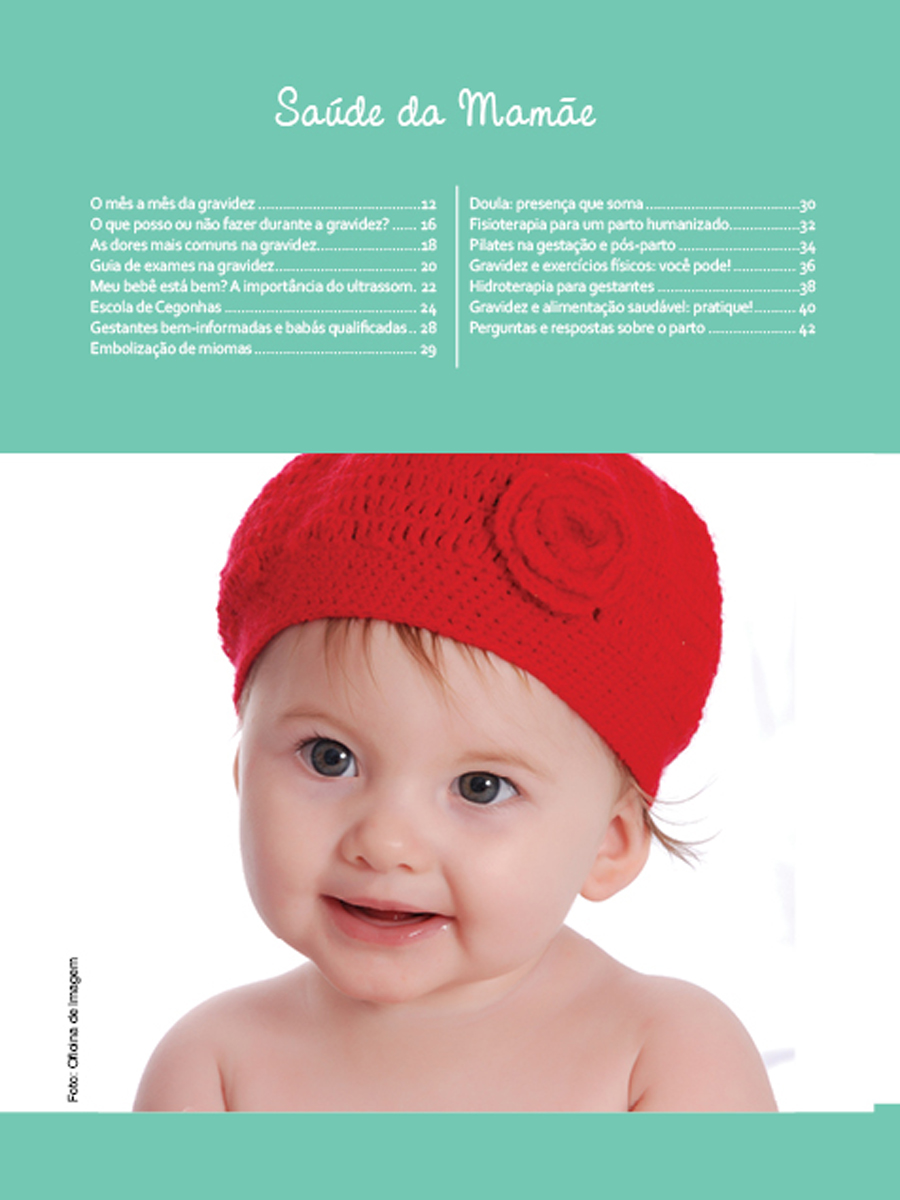 Saúde da Mamãe
O mês a mês da gravidez ........................................12
O que posso ou não fazer durante a gravidez? ...... 16
As dores mais comuns na gravidez.........................18
Guia de exames na gravidez................................... 20
Meu bebê está bem? A importância do ultrassom. 22
Escola de Cegonhas ................................................ 24
Gestantes bem-informadas e babás qualificadas .. 28
Embolização de miomas ........................................ 29
Doula: presença que soma ......................................30
Fisioterapia para um parto humanizado.................32
Pilates na gestação e pós-parto ............................. 34
Gravidez e exercícios físicos: você pode! ............... 36
Hidroterapia para gestantes .................................. 38
Gravidez e alimentação saudável: pratique!.......... 40
Perguntas e respostas sobre o parto ..................... 42
Foto: Oficina de Imagem